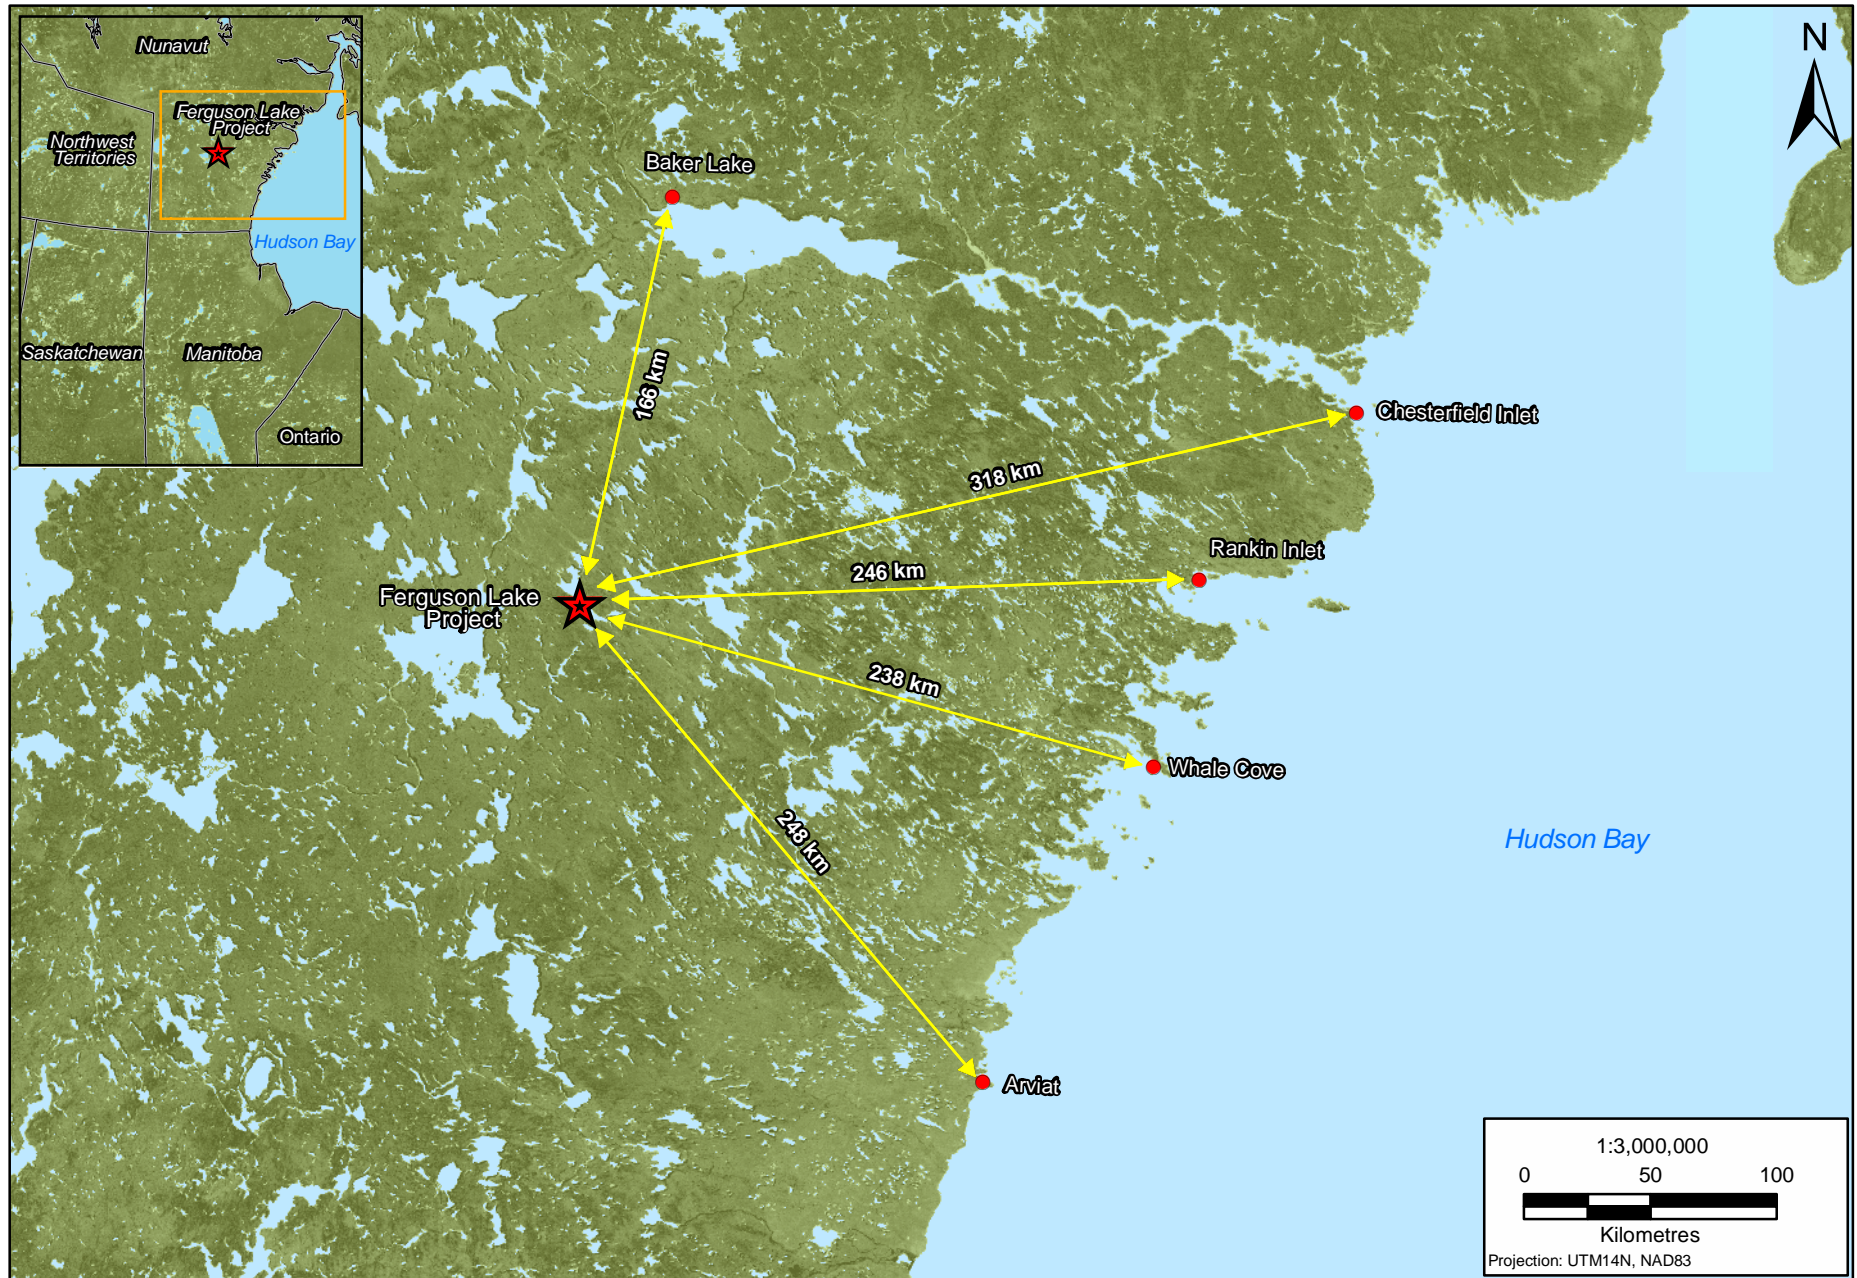 Nunavut
Ferguson Lake
Project
Northwest
Territories
Hudson Bay
Saskatchewan
Manitoba
Ontario
N
Baker Lake
166 km
Chesterfield Inlet
318 km
Rankin Inlet
246 km
Ferguson Lake
Project
238 km
Whale Cove
248 km
Hudson Bay
Arviat
1:3,000,000
0 50 100
Kilometres
Projection: UTM14N, NAD83